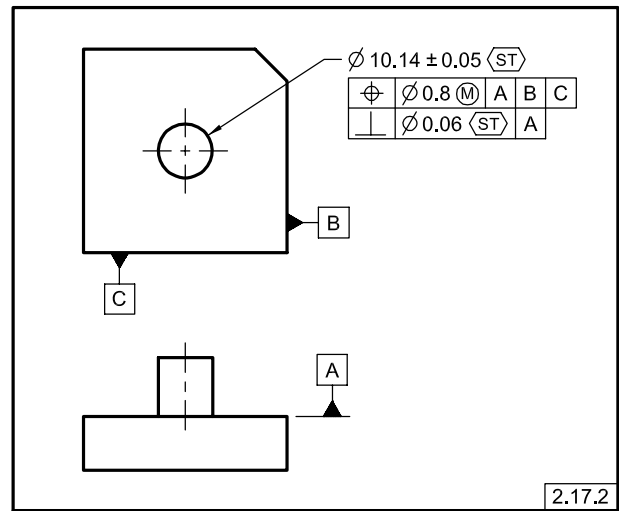 ⌀ 10.14 ± 0.05 ST
⌖ ⌀ 0.8 Ⓜ A B C
⊥ ⌀ 0.06 ST A
B
C
A
2.17.2